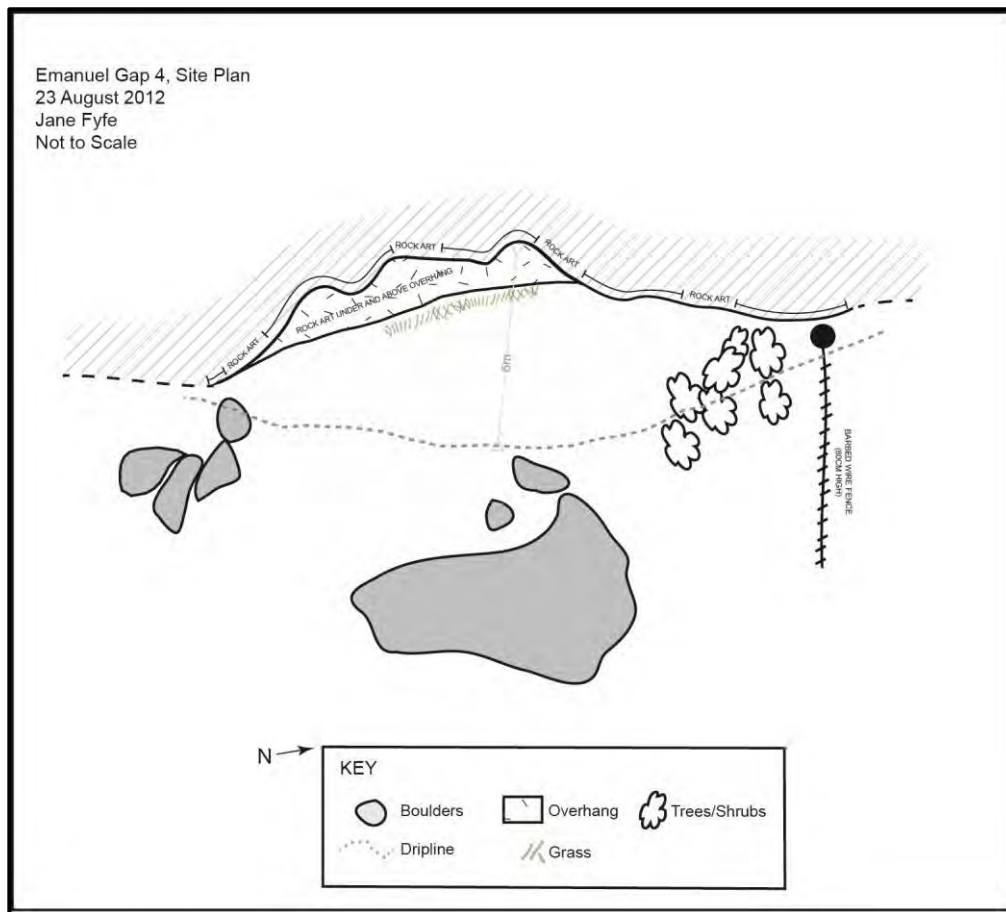 Emanuel Gap 4, Site Plan
23 August 2012
Jane Fyfe
Not to Scale
ROCK ART
ROCK ART
ROCK ART UNDER AND ABOVE OVERHANG
ROCK ART
ROCK ART
6m
BARBED WIRE FENCE
(80CM HIGH)
N
KEY
Boulders
Overhang
Trees/Shrubs
Dripline
Grass